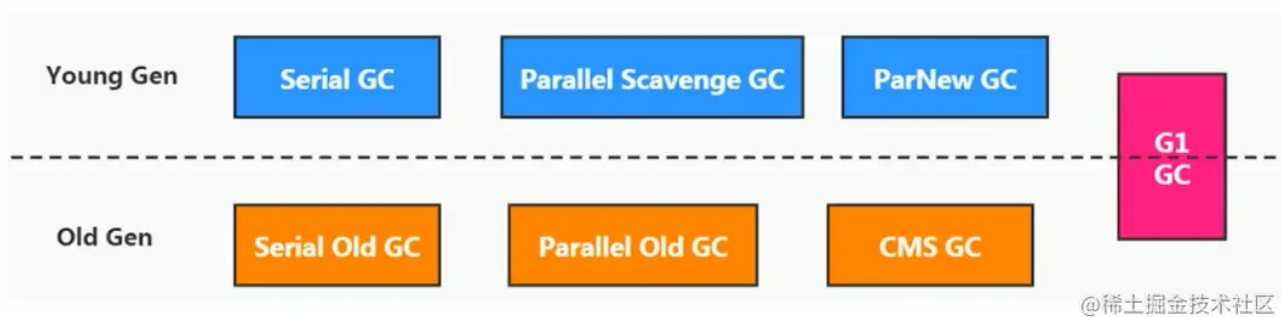 Young Gen
Serial GC
Parallel Scavenge GC
ParNew GC
G1
GC
Old Gen
Serial Old GC
Parallel Old GC
CMS GC
@稀土掘金技术社区